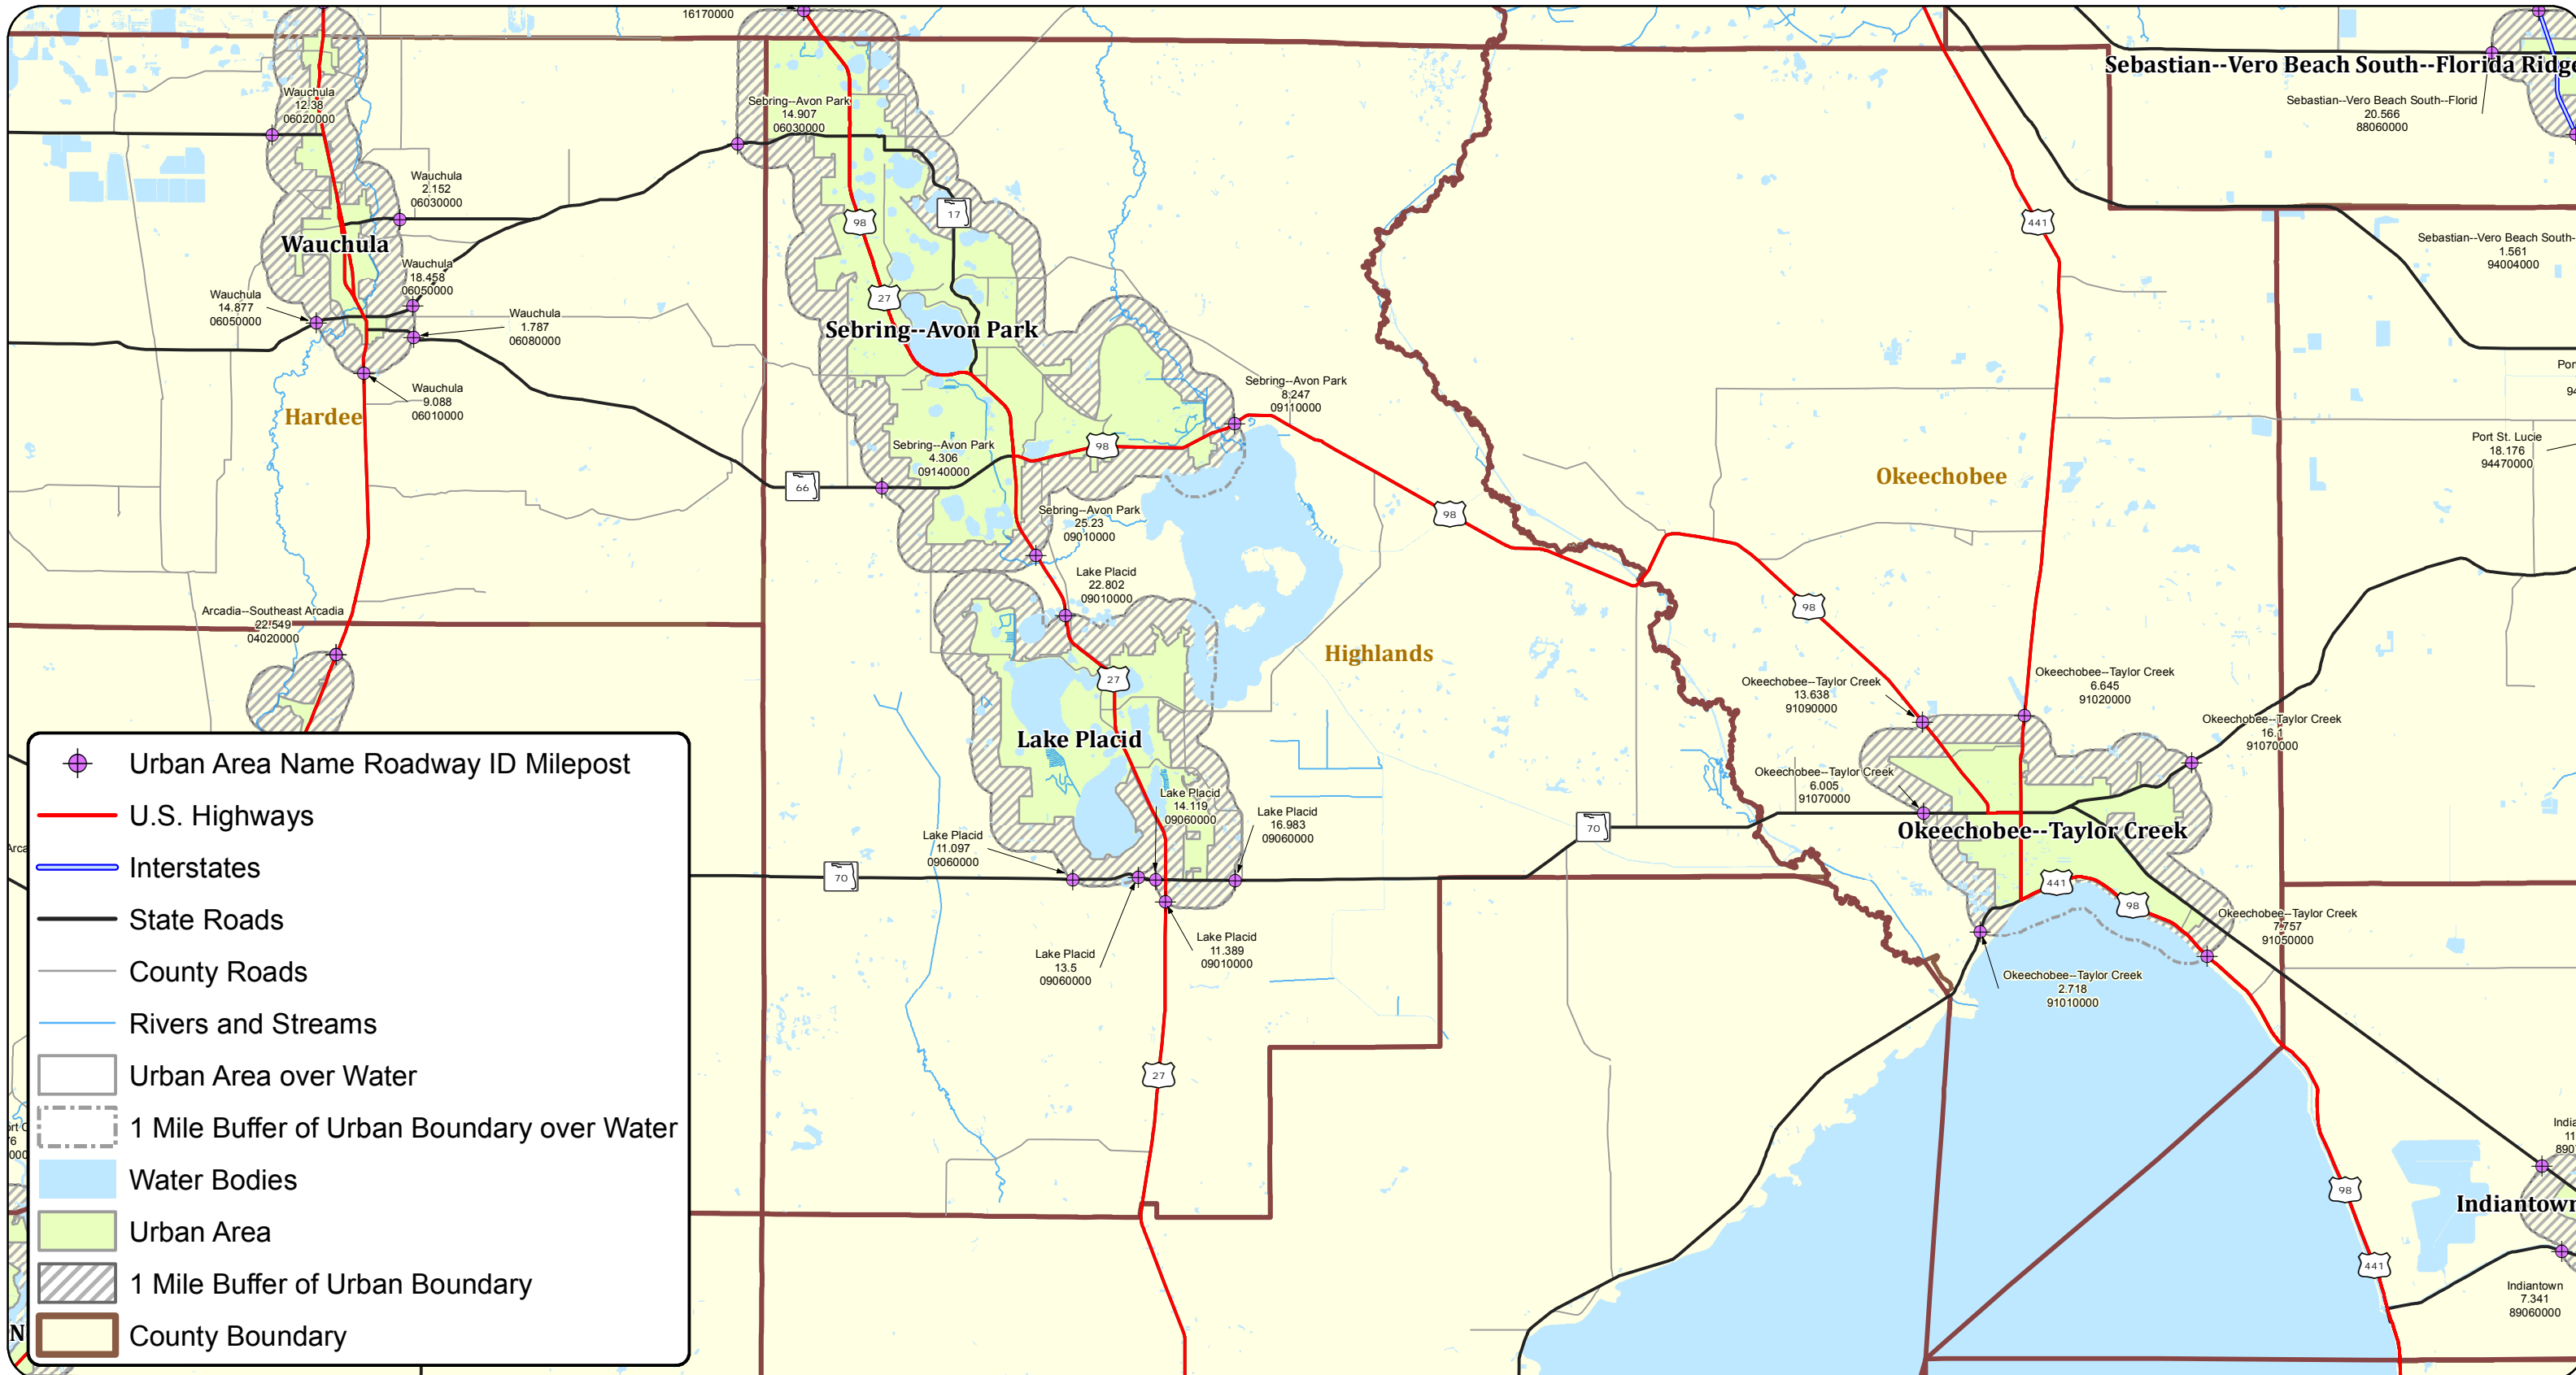 16170000
Sebastian--Vero Beach South--Florida Ridge
Sebastian--Vero Beach South--Florid
20.566
88060000
Wauchula
12.38
06020000
Sebring--Avon Park
14.907
06030000
Wauchula
2.152
06030000
17
98
441
Wauchula
Sebastian--Vero Beach South-
1.561
94004000
Wauchula
18.458
06050000
Wauchula
14.877
06050000
27
Wauchula
1.787
06080000
Sebring--Avon Park
Por
94
Wauchula
9.088
06010000
Sebring--Avon Park
8.247
09110000
Hardee
Sebring--Avon Park
4.306
09140000
98
Port St. Lucie
18.176
94470000
Okeechobee
66
98
Sebring--Avon Park
25.23
09010000
Lake Placid
22.802
09010000
98
Arcadia--Southeast Arcadia
22.549
04020000
Highlands
27
Okeechobee--Taylor Creek
13.638
91090000
Okeechobee--Taylor Creek
6.645
91020000
Okeechobee--Taylor Creek
16.1
91070000
Lake Placid
Okeechobee--Taylor Creek
6.005
91070000
Lake Placid
14.119
09060000
Lake Placid
16.983
09060000
Lake Placid
11.097
09060000
70
Okeechobee--Taylor Creek
70
441
98
Okeechobee--Taylor Creek
7.757
91050000
Lake Placid
13.5
09060000
Lake Placid
11.389
09010000
Okeechobee--Taylor Creek
2.718
91010000
27
India
11
8907
98
Indiantown
441
Indiantown
7.341
89060000
Arca
ort C
76
000
N
Urban Area Name Roadway ID Milepost
U.S. Highways
Interstates
State Roads
County Roads
Rivers and Streams
Urban Area over Water
1 Mile Buffer of Urban Boundary over Water
Water Bodies
Urban Area
1 Mile Buffer of Urban Boundary
County Boundary